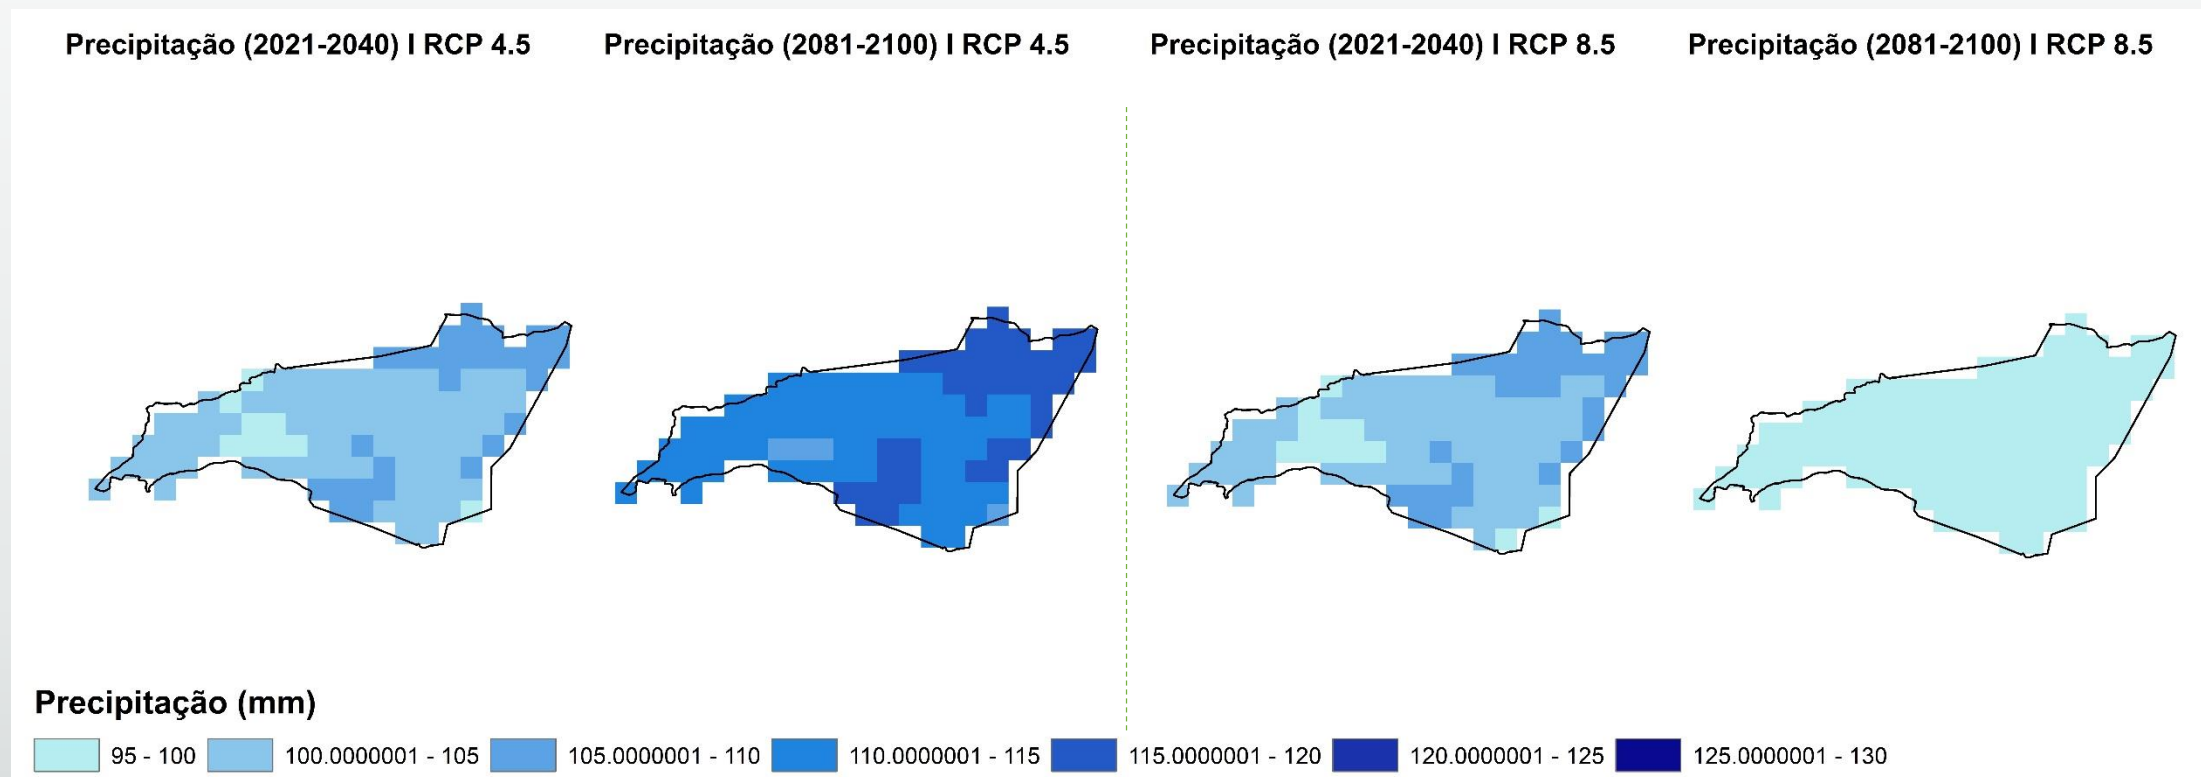 Precipitação (2021-2040) I RCP 4.5
Precipitação (2081-2100) I RCP 4.5
Precipitação (2021-2040) I RCP 8.5
Precipitação (2081-2100) I RCP 8.5
Precipitação (mm)
95 - 100
100.0000001 - 105
105.0000001 - 110
110.0000001 - 115
115.0000001 - 120
120.0000001 - 125
125.0000001 - 130